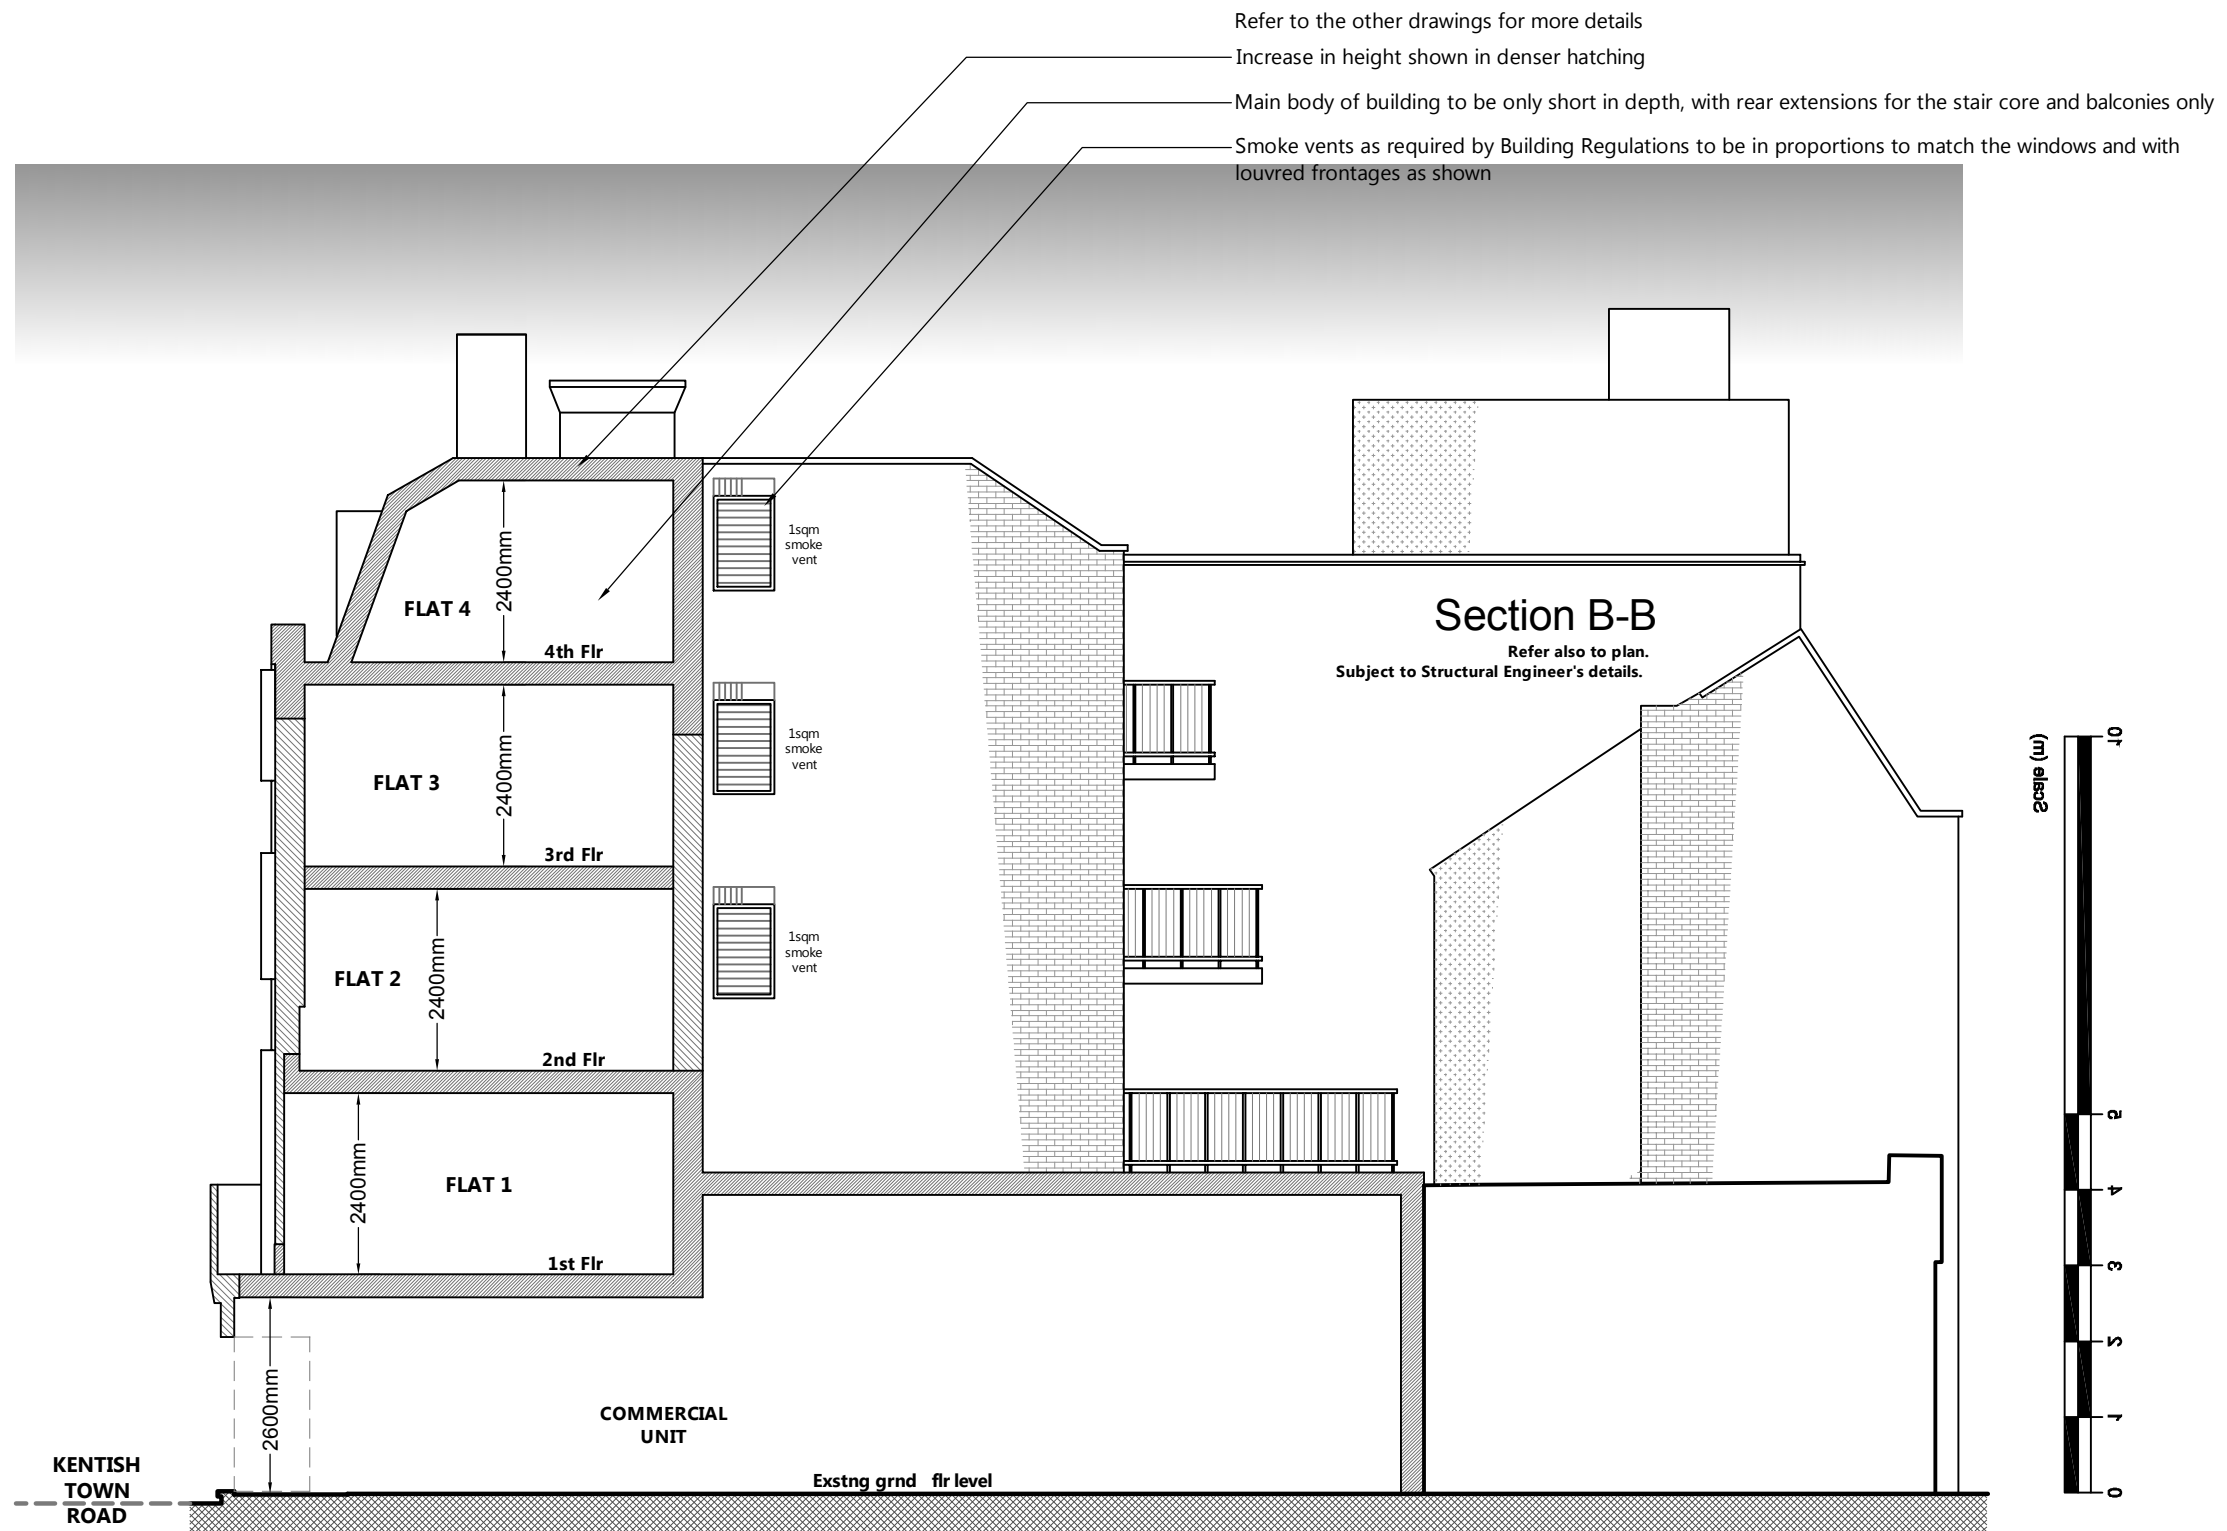 Refer to the other drawings for more details
Increase in height shown in denser hatching
Main body of building to be only short in depth, with rear extensions for the stair core and balconies only
Smoke vents as required by Building Regulations to be in proportions to match the windows and with
louvred frontages as shown
1sqm
smoke
vent
FLAT 4
2400mm
4th Flr
Section B-B
Refer also to plan.
Subject to Structural Engineer's details.
1sqm
smoke
vent
FLAT 3
2400mm
3rd Flr
Scale (m)
10
1sqm
smoke
vent
FLAT 2
2400mm
2nd Flr
5
FLAT 1
2400mm
1st Flr
4
3
2
1
0
2600mm
COMMERCIAL
UNIT
KENTISH
TOWN
ROAD
Exstng grnd flr level